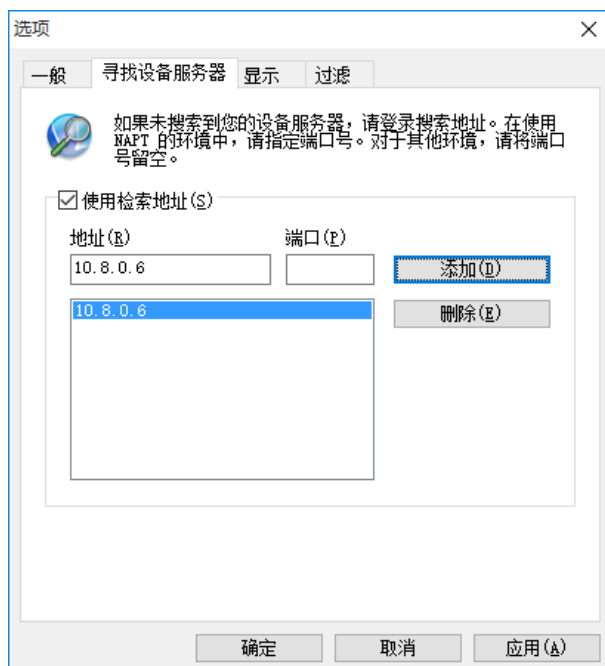 选项
一般 寻找设备服务器 显示 过滤
如果未搜索到您的设备服务器，请登录搜索地址。在使用
NAPT 的环境中，请指定端口号。对于其他环境，请将端口
号留空。
使用检索地址(S)
地址(R) 端口(P)
10.8.0.6 添加(D)
10.8.0.6 删除(E)
确定 取消 应用(A)